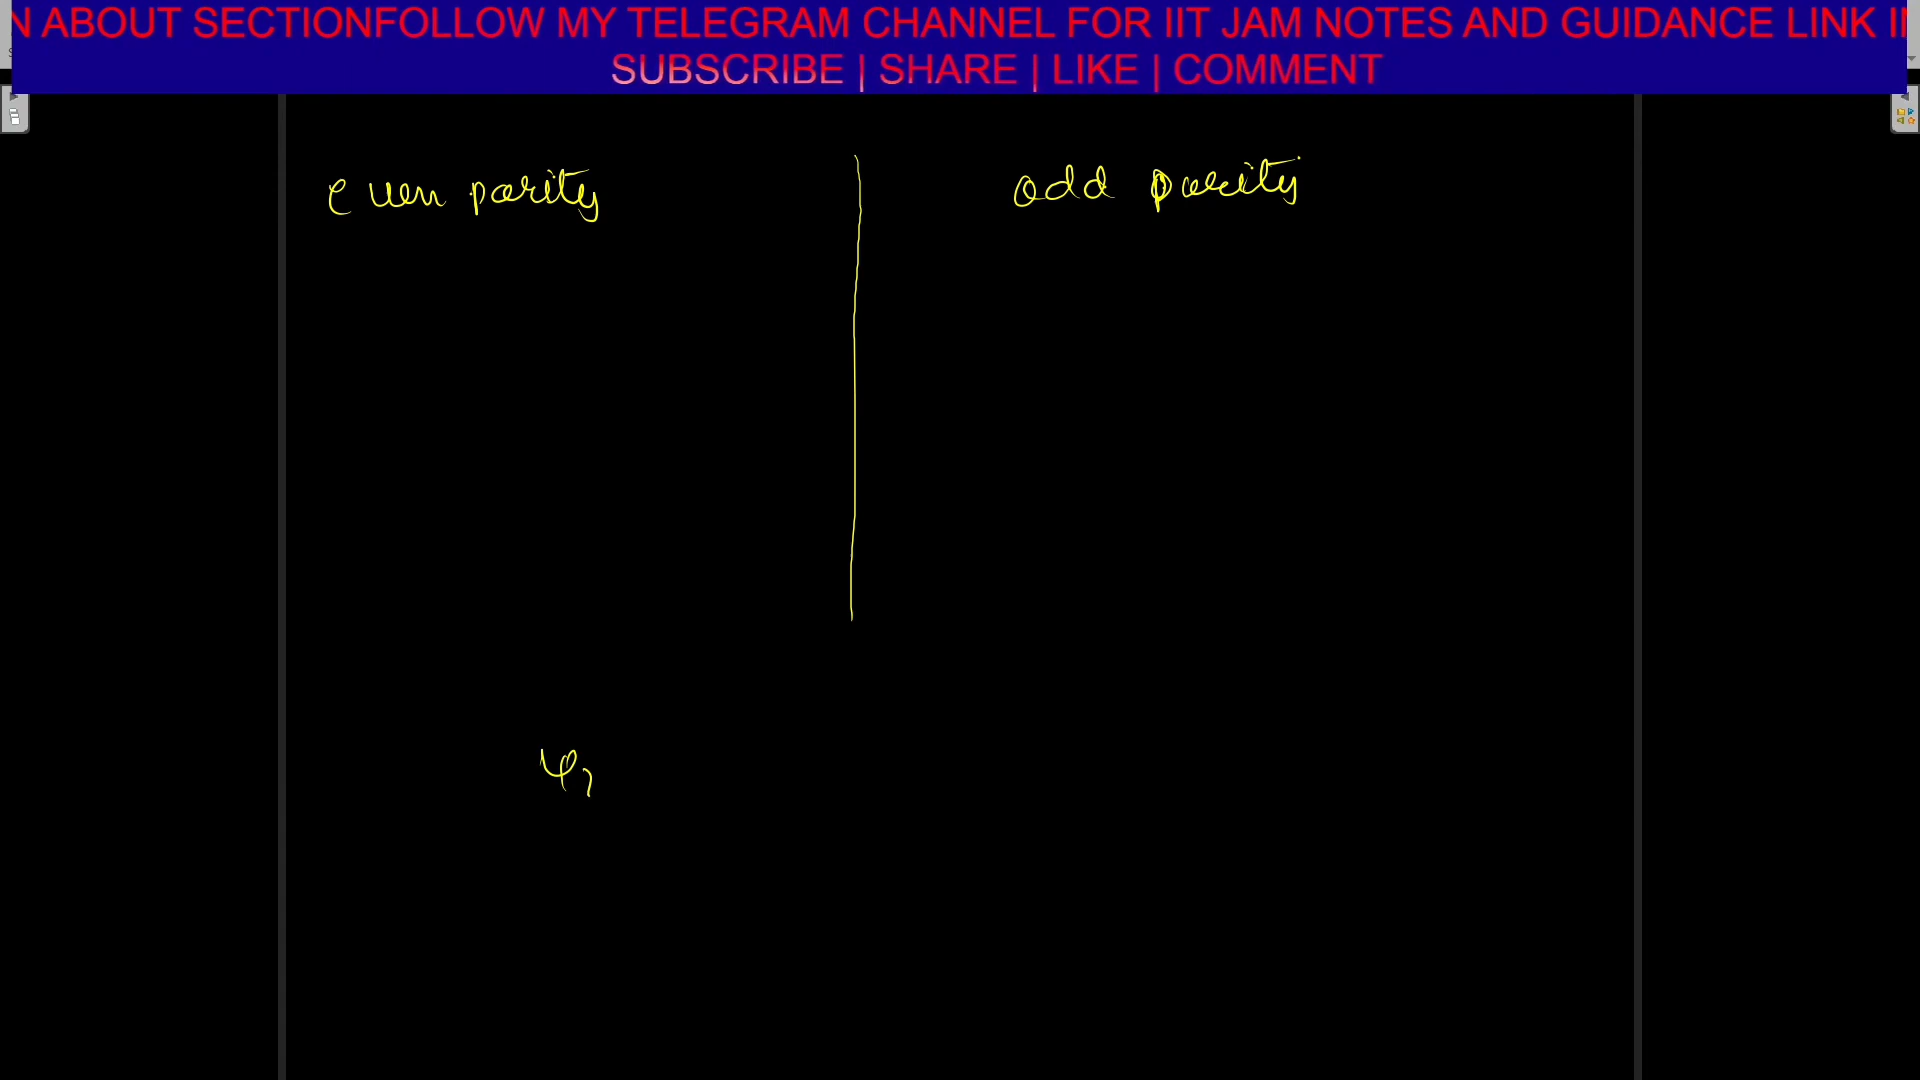 N ABOUT SECTIONFOLLOW MY TELEGRAM CHANNEL FOR IIT JAM NOTES AND GUIDANCE LINK I
SUBSCRIBE | SHARE | LIKE | COMMENT
even parity
odd parity
ψ